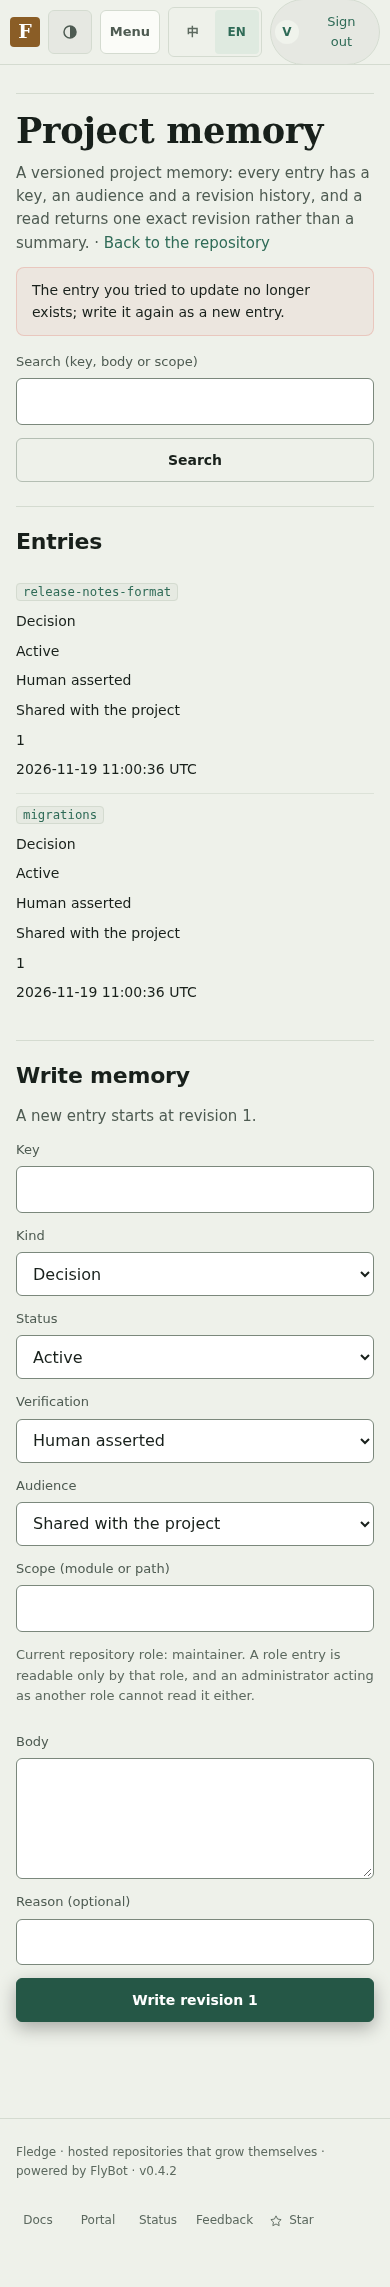 F
Menu
中
EN
V
Sign
out
Project memory
A versioned project memory: every entry has a
key, an audience and a revision history, and a
read returns one exact revision rather than a
summary. · Back to the repository
The entry you tried to update no longer
exists; write it again as a new entry.
Search (key, body or scope)
Search
Entries
release-notes-format
Decision
Active
Human asserted
Shared with the project
1
2026-11-19 11:00:36 UTC
migrations
Decision
Active
Human asserted
Shared with the project
1
2026-11-19 11:00:36 UTC
Write memory
A new entry starts at revision 1.
Key
Kind
Decision
Status
Active
Verification
Human asserted
Audience
Shared with the project
Scope (module or path)
Current repository role: maintainer. A role entry is
readable only by that role, and an administrator acting
as another role cannot read it either.
Body
Reason (optional)
Write revision 1
Fledge · hosted repositories that grow themselves ·
powered by FlyBot · v0.4.2
Docs
Portal
Status
Feedback
Star